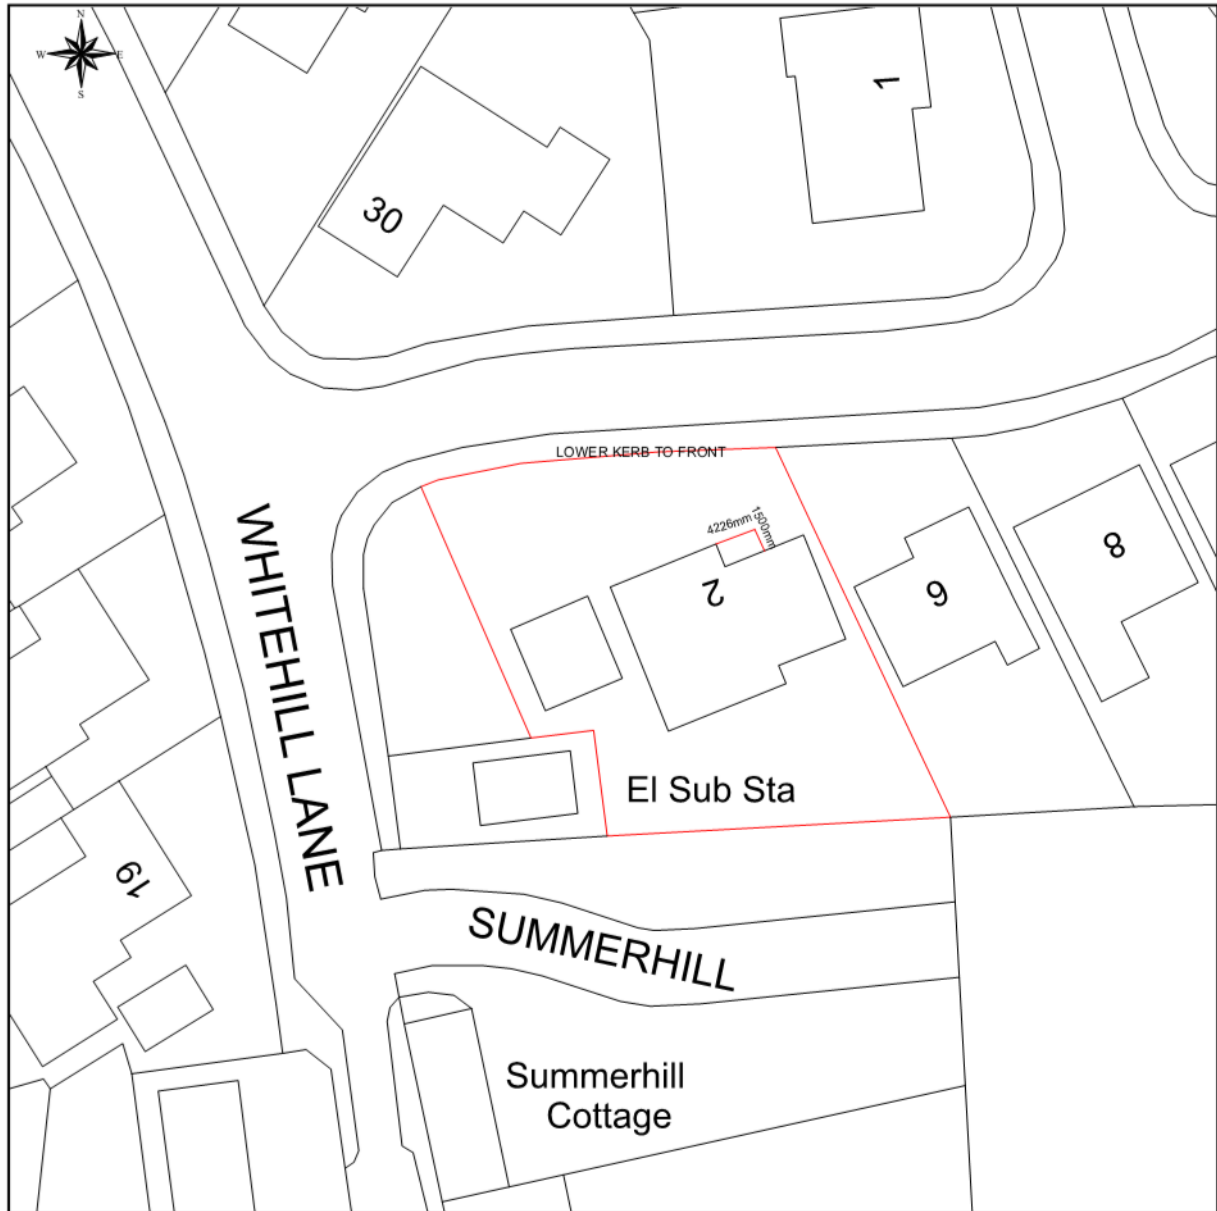 N
W E
S
1
30
LOWER KERB TO FRONT
4226mm
1500mm
2
6
8
WHITEHILL LANE
El Sub Sta
19
SUMMERHILL
Summerhill
Cottage